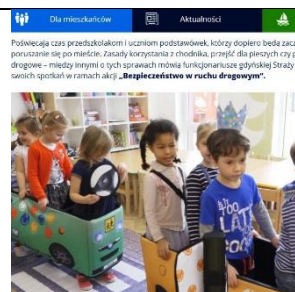 Dla mieszkańców
Aktualności
Poświęcają czas przedszkolakom i uczniom podstawówek, którzy dopiero będą zacz
poruszanie się po mieście. Zasady korzystania z chodnika, przejść dla pieszych czy p
drogowe – między innymi o tych sprawach mówią funkcjonariusze gdyńskiej Straży
swoich spotkań w ramach akcji „Bezpieczeństwo w ruchu drogowym”.